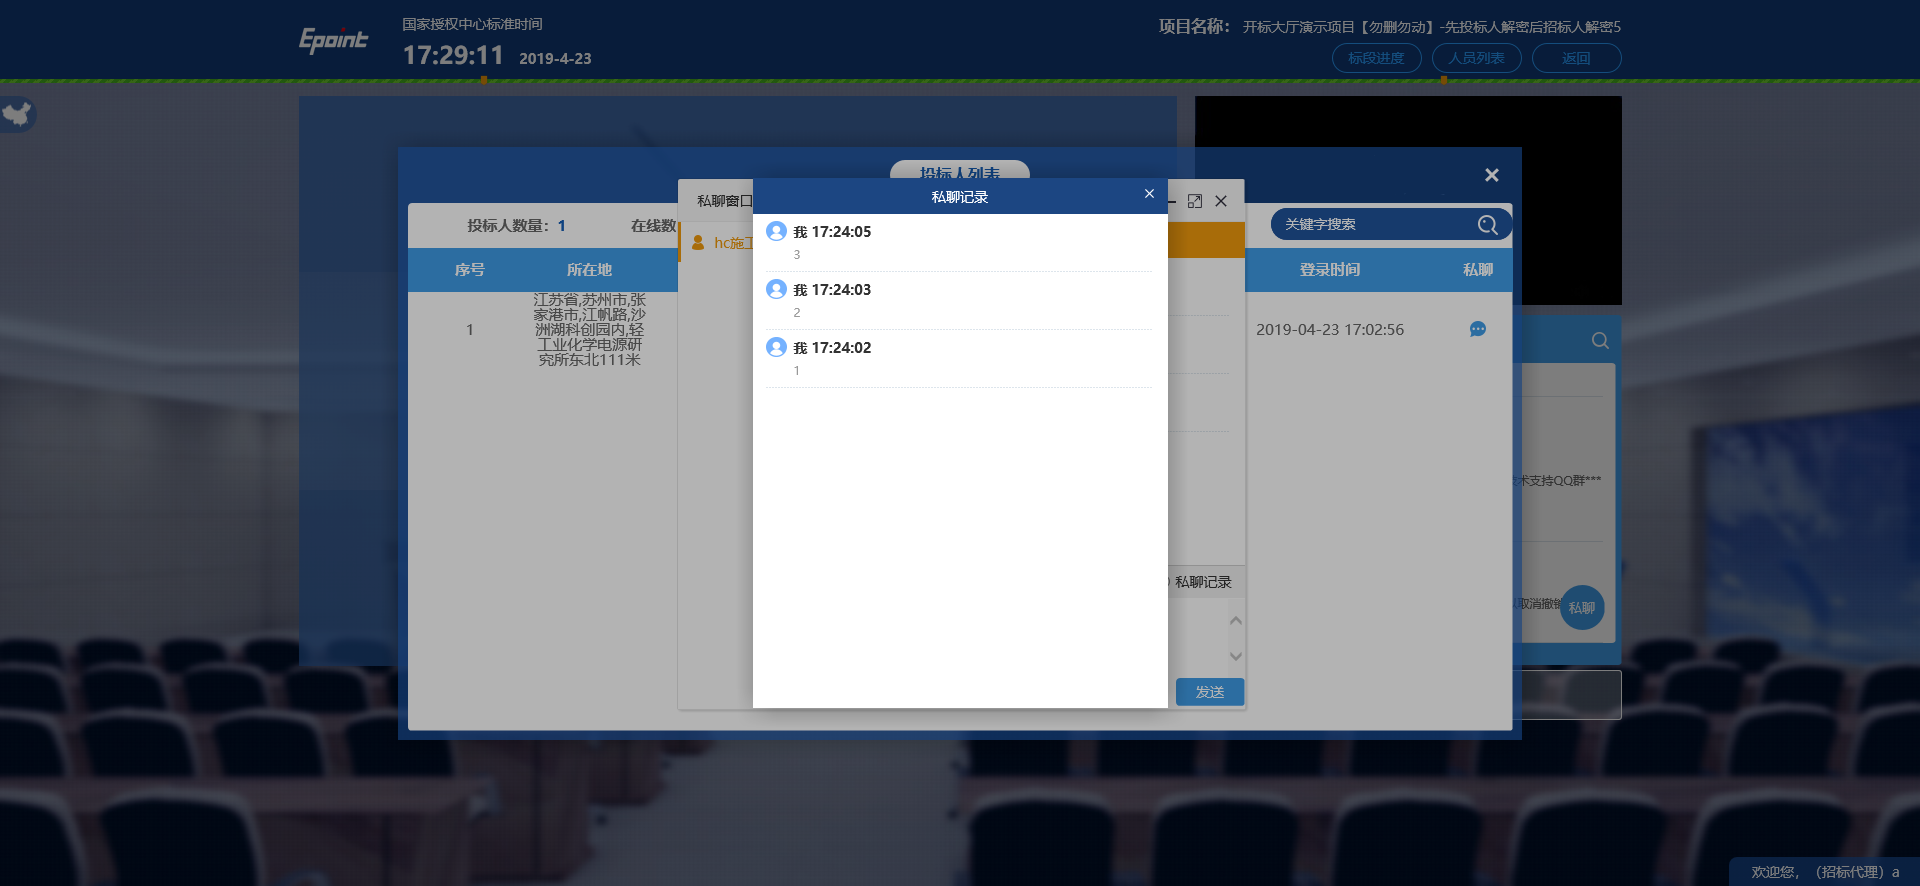 Epoint
国家授权中心标准时间
17:29:11 2019-4-23
项目名称： 开标大厅演示项目【勿删勿动】-先投标人解密后招标人解密5
标段进度 人员列表 返回
投标人列表
私聊窗口
私聊记录
投标人数量：1 在线数
关键字搜索
序号 所在地 登录时间 私聊
hc施工
我 17:24:05
3
我 17:24:03
2
我 17:24:02
1
1
江苏省,苏州市,张
家港市,江帆路,沙
洲湖科创园内,轻
工业化学电源研
究所东北111米
2019-04-23 17:02:56
术支持QQ群***
私聊记录
取消撤销
私聊
发送
欢迎您，（招标代理）a